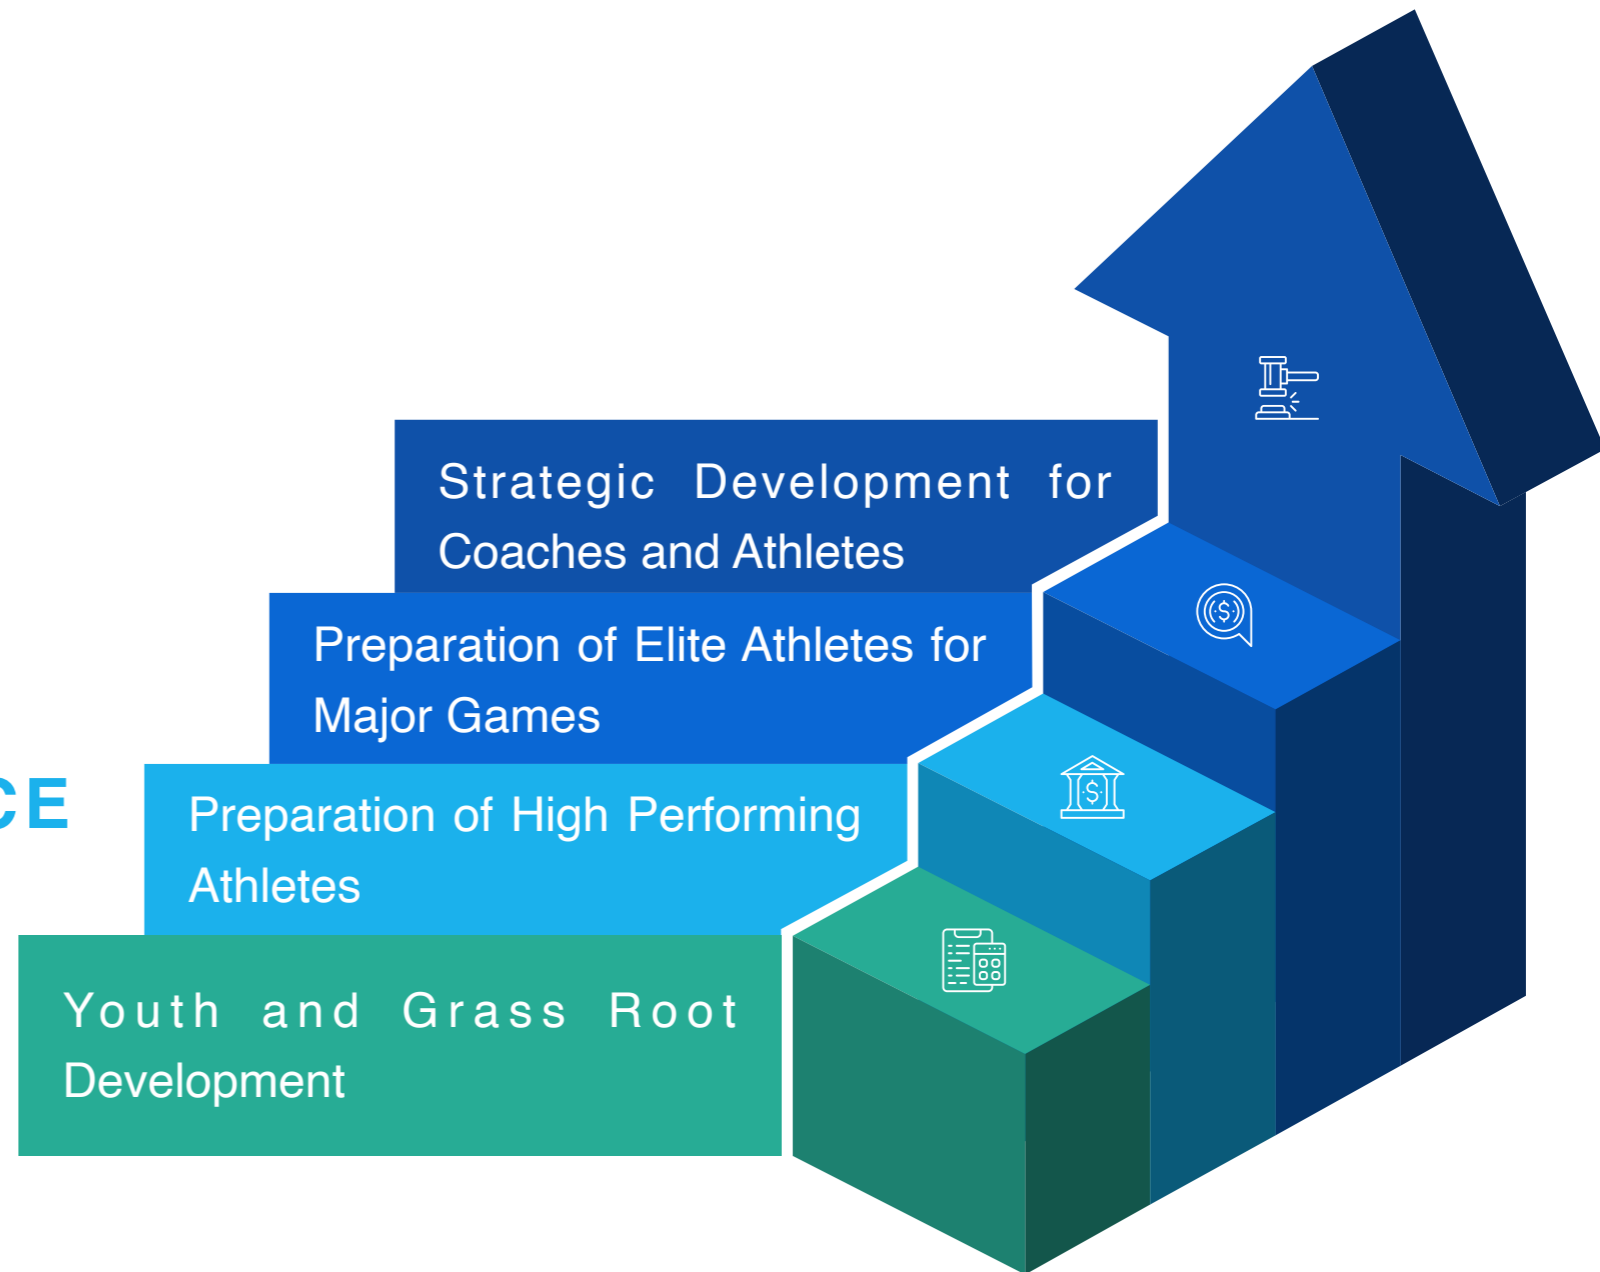 Strategic Development for
Coaches and Athletes
Preparation of Elite Athletes for
Major Games
CE
Preparation of High Performing
Athletes
Youth and Grass Root
Development